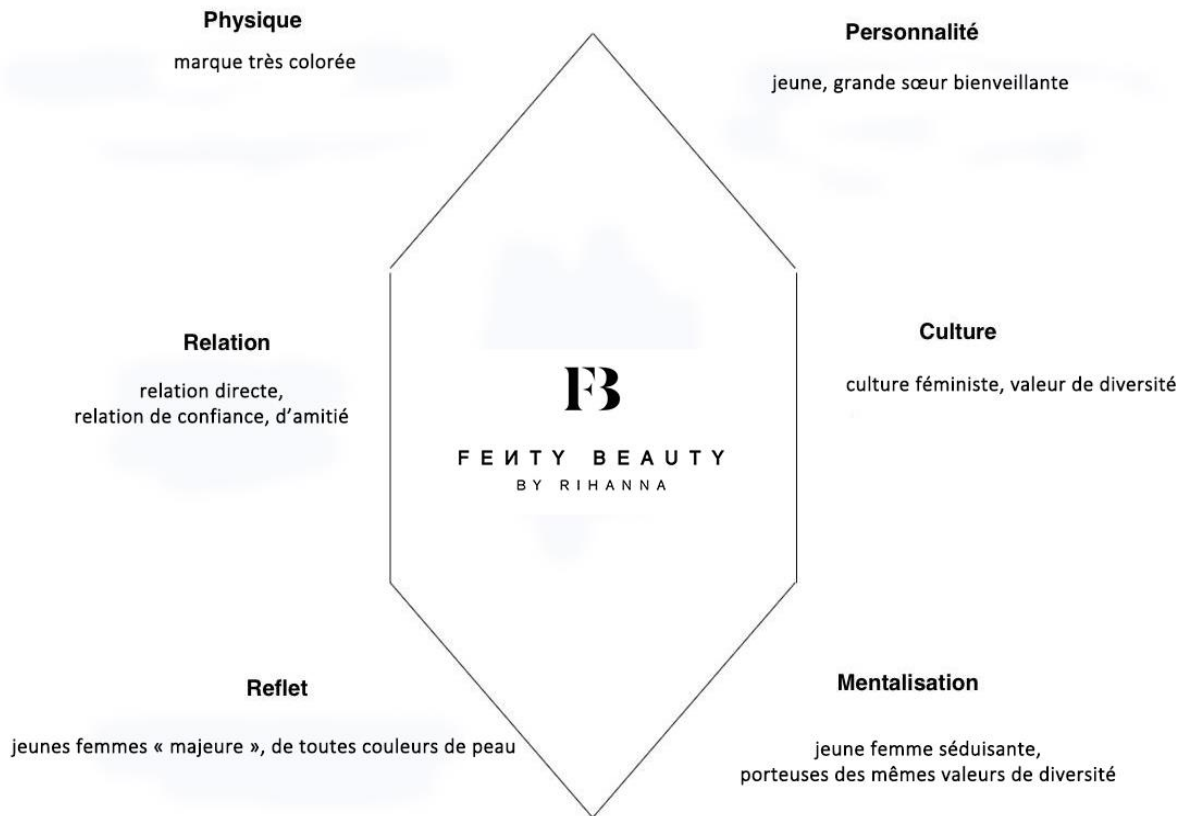 Physique
marque très colorée
Personnalité
jeune, grande sœur bienveillante
Relation
relation directe,
relation de confiance, d’amitié
Culture
culture féministe, valeur de diversité
FB
FEИTY BEAUTY
BY RIHANNA
Reflet
jeunes femmes « majeure », de toutes couleurs de peau
Mentalisation
jeune femme séduisante,
porteuses des mêmes valeurs de diversité